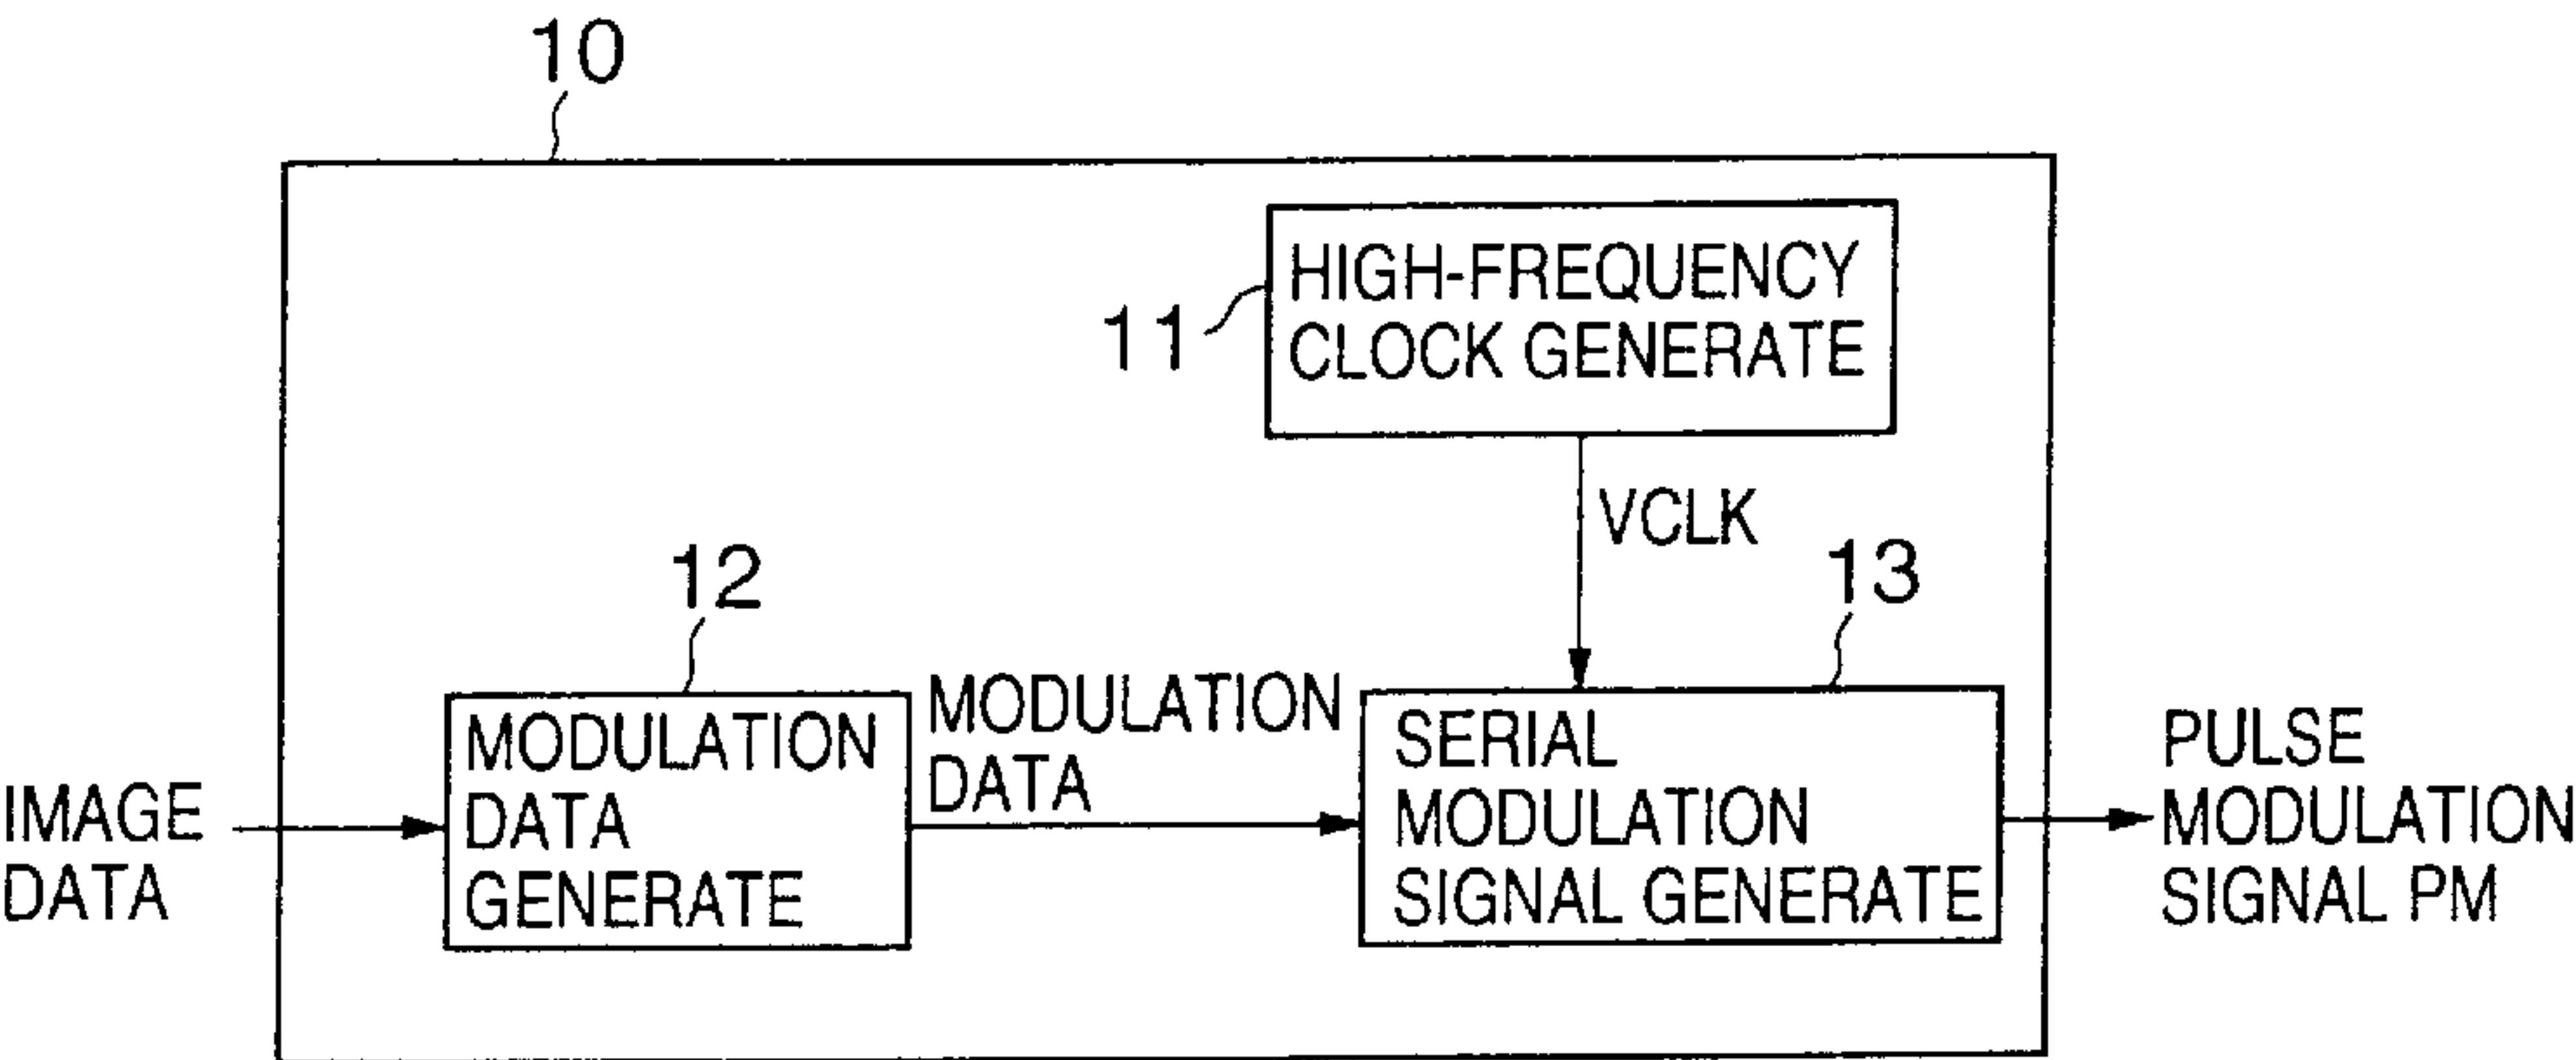 10
HIGH-FREQUENCY
CLOCK GENERATE
11
VCLK
12
13
MODULATION
DATA
GENERATE
MODULATION
DATA
SERIAL
MODULATION
SIGNAL GENERATE
IMAGE
DATA
PULSE
MODULATION
SIGNAL PM